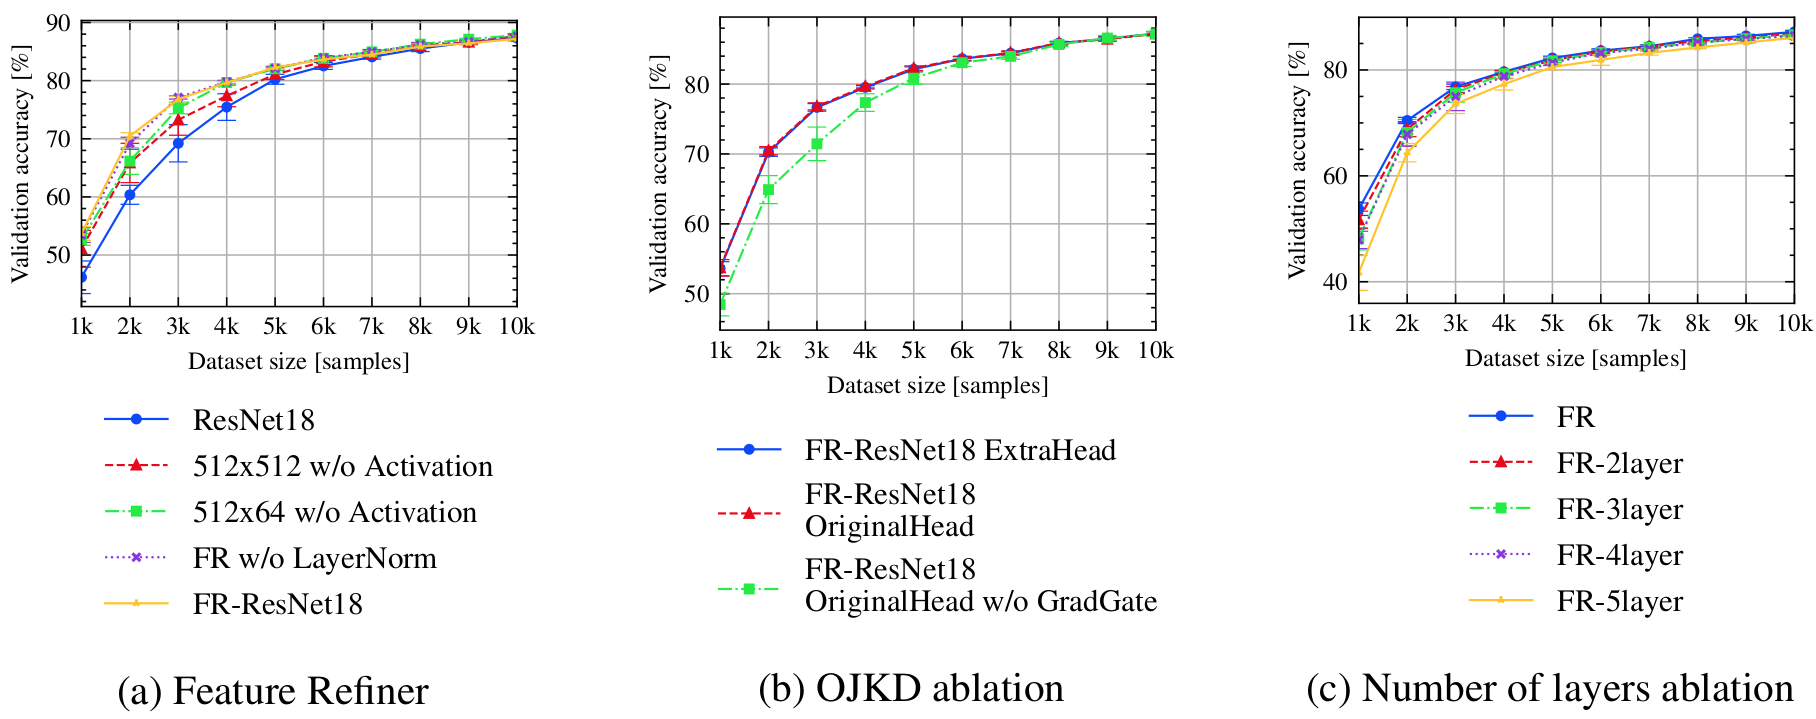 90
80
70
60
50
Validation accuracy [%]
1k 2k 3k 4k 5k 6k 7k 8k 9k 10k
Dataset size [samples]
ResNet18
512x512 w/o Activation
512x64 w/o Activation
FR w/o LayerNorm
FR-ResNet18
(a) Feature Refiner
80
70
60
50
Validation accuracy [%]
1k 2k 3k 4k 5k 6k 7k 8k 9k 10k
Dataset size [samples]
FR-ResNet18 ExtraHead
FR-ResNet18
OriginalHead
FR-ResNet18
OriginalHead w/o GradGate
(b) OJKD ablation
80
60
40
Validation accuracy [%]
1k 2k 3k 4k 5k 6k 7k 8k 9k 10k
Dataset size [samples]
FR
FR-2layer
FR-3layer
FR-4layer
FR-5layer
(c) Number of layers ablation